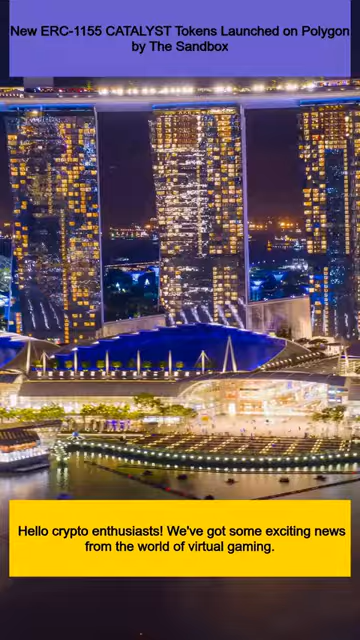 New ERC-1155 CATALYST Tokens Launched on Polygon
by The Sandbox
Hello crypto enthusiasts! We've got some exciting news
from the world of virtual gaming.